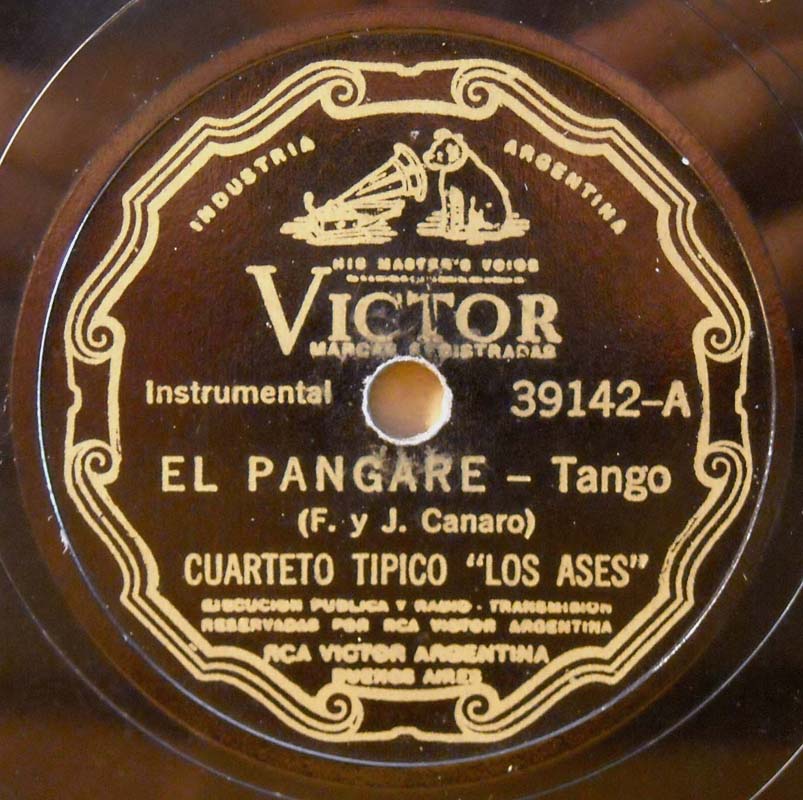 INDUSTRIA ARGENTINA
HIS MASTER'S VOICE
VICTOR
MARCAS REGISTRADAS
Instrumental 39142-A
EL PANGARE - Tango
(F. y J. Canaro)
CUARTETO TIPICO "LOS ASES"
EJECUCION PUBLICA Y RADIO - TRANSMISION
RESERVADAS POR RCA VICTOR ARGENTINA
RCA VICTOR ARGENTINA
BUENOS AIRES